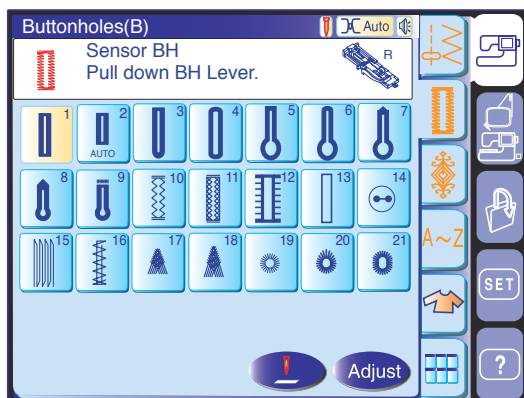 Buttonholes(B)
Auto
Sensor BH
Pull down BH Lever.
R
1 2 3 4 5 6 7
AUTO
8 9 10 11 12 13 14
15 16 17 18 19 20 21
A~Z
SET
Adjust
?